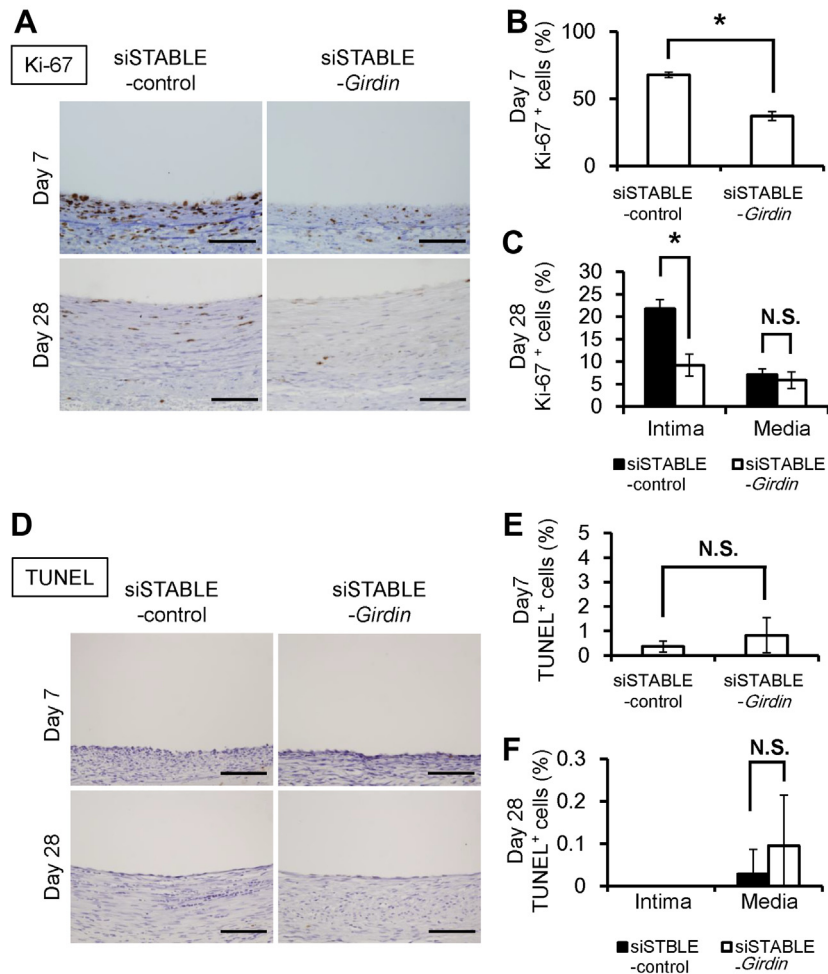 A
Ki-67
siSTABLE
-control
siSTABLE
-Girdin
Day 7
Day 28
B
Day 7
Ki-67 + cells (%)
100
50
0
*
siSTABLE
-control
siSTABLE
-Girdin
C
Day 28
Ki-67 + cells (%)
30
25
20
15
10
5
0
*
N.S.
Intima
Media
siSTABLE
-control
siSTABLE
-Girdin
D
TUNEL
siSTABLE
-control
siSTABLE
-Girdin
Day 7
Day 28
E
Day7
TUNEL+ cells (%)
5
4
3
2
1
0
N.S.
siSTABLE
-control
siSTABLE
-Girdin
F
Day 28
TUNEL+ cells (%)
0.3
0.2
0.1
0
N.S.
Intima
Media
siSTBLE
-control
siSTABLE
-Girdin